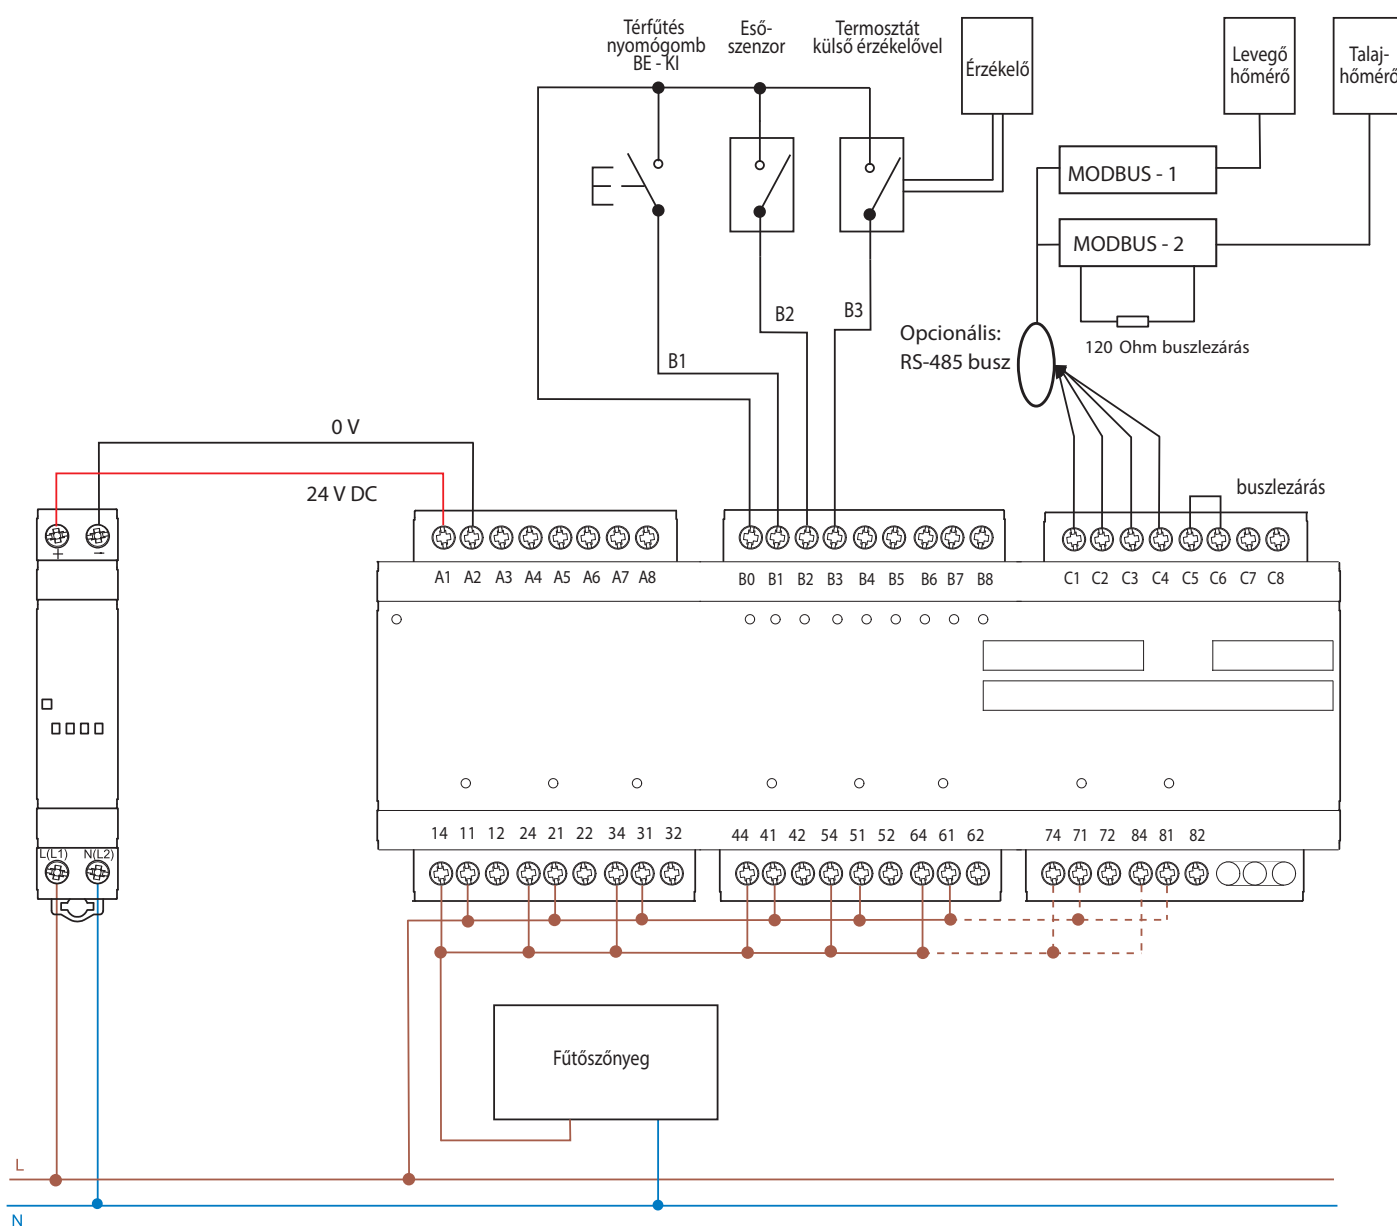 Térfűtés
nyomógomb
BE - KI
Eső-
szenzor
Termosztát
külső érzékelővel
Érzékelő
Levegő
hőmérő
Talaj-
hőmérő
MODBUS - 1
MODBUS - 2
120 Ohm buszlezárás
Opcionális:
RS-485 busz
B1
B2
B3
0 V
24 V DC
buszlezárás
+
–
A1 A2 A3 A4 A5 A6 A7 A8
B0 B1 B2 B3 B4 B5 B6 B7 B8
C1 C2 C3 C4 C5 C6 C7 C8
14 11 12 24 21 22 34 31 32
44 41 42 54 51 52 64 61 62
74 71 72 84 81 82
L(L1) N(L2)
Fűtőszőnyeg
L
N